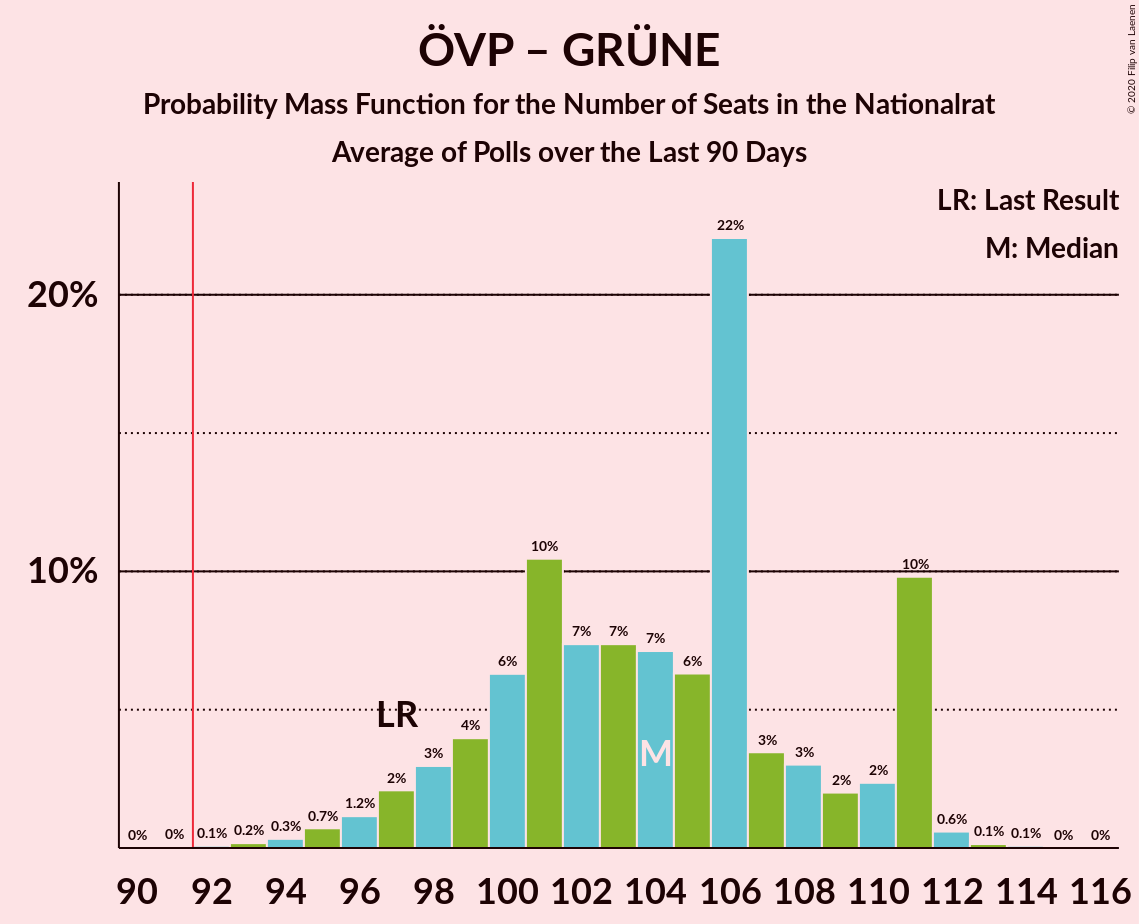 ÖVP – GRÜNE
Probability Mass Function for the Number of Seats in the Nationalrat
Average of Polls over the Last 90 Days
© 2020 Filip van Laenen
LR: Last Result
M: Median
20%
10%
0% 0% 0.1% 0.2% 0.3% 0.7% 1.2% 2% 3% 4% 6% 10% 7% 7% 7% 6% 22% 3% 3% 2% 2% 10% 0.6% 0.1% 0.1% 0% 0%
LR
M
90 92 94 96 98 100 102 104 106 108 110 112 114 116